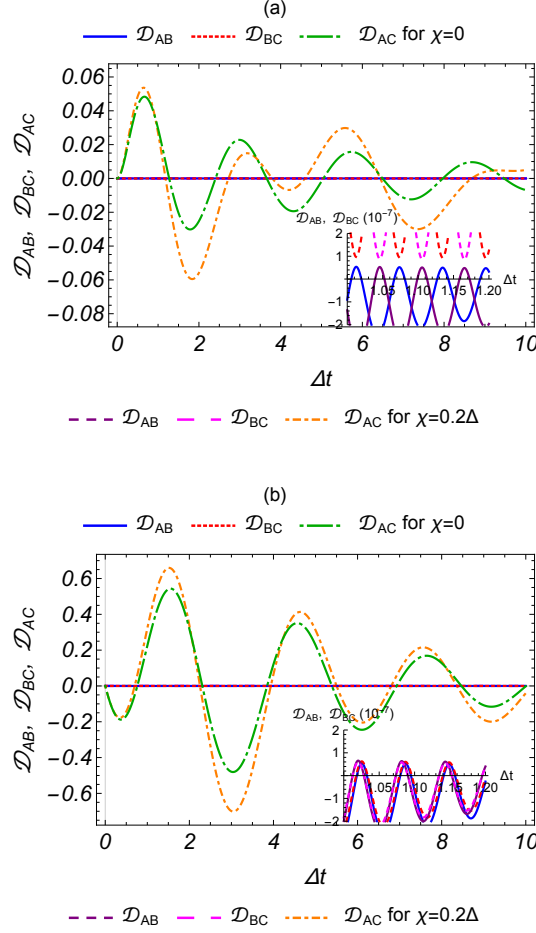 (a)
𝒟AB 𝒟BC 𝒟AC for χ=0
0.06
0.04
0.02
0.00
-0.02
-0.04
-0.06
-0.08
𝒟AB, 𝒟BC, 𝒟AC
𝒟AB, 𝒟BC (10-7)
2
1
-1
-2
1.05 1.10 1.15 1.20
Δt
0 2 4 6 8 10
Δt
𝒟AB 𝒟BC 𝒟AC for χ=0.2Δ
(b)
𝒟AB 𝒟BC 𝒟AC for χ=0
0.6
0.4
0.2
0.0
-0.2
-0.4
-0.6
𝒟AB, 𝒟BC, 𝒟AC
𝒟AB, 𝒟BC (10-7)
2
1
-1
-2
1.05 1.10 1.15 1.20
Δt
0 2 4 6 8 10
Δt
𝒟AB 𝒟BC 𝒟AC for χ=0.2Δ